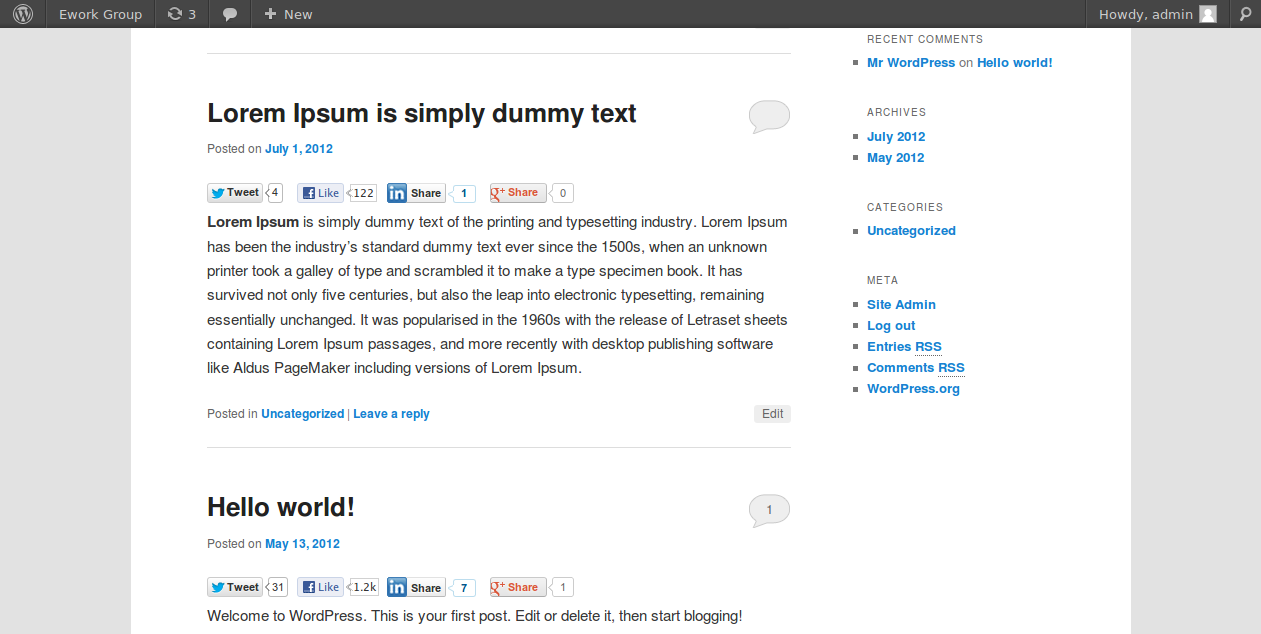 Ework Group 3 New Howdy, admin
Lorem Ipsum is simply dummy text
Posted on July 1, 2012
Tweet 4 Like 122 in Share 1 g+ Share 0
Lorem Ipsum is simply dummy text of the printing and typesetting industry. Lorem Ipsum
has been the industry’s standard dummy text ever since the 1500s, when an unknown
printer took a galley of type and scrambled it to make a type specimen book. It has
survived not only five centuries, but also the leap into electronic typesetting, remaining
essentially unchanged. It was popularised in the 1960s with the release of Letraset sheets
containing Lorem Ipsum passages, and more recently with desktop publishing software
like Aldus PageMaker including versions of Lorem Ipsum.
Posted in Uncategorized | Leave a reply Edit
Hello world! 1
Posted on May 13, 2012
Tweet 31 Like 1.2k in Share 7 g+ Share 1
Welcome to WordPress. This is your first post. Edit or delete it, then start blogging!
RECENT COMMENTS
Mr WordPress on Hello world!
ARCHIVES
July 2012
May 2012
CATEGORIES
Uncategorized
META
Site Admin
Log out
Entries RSS
Comments RSS
WordPress.org